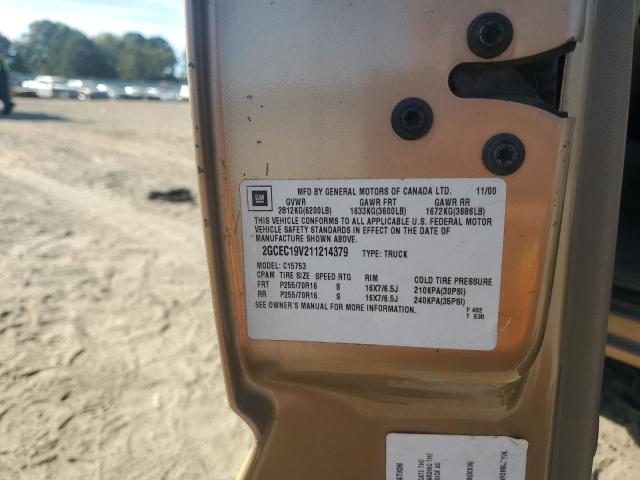 GM
MFD BY GENERAL MOTORS OF CANADA LTD. 11/00
GVWR GAWR FRT GAWR RR
2812KG(6200LB) 1633KG(3600LB) 1672KG(3686LB)
THIS VEHICLE CONFORMS TO ALL APPLICABLE U.S. FEDERAL MOTOR
VEHICLE SAFETY STANDARDS IN EFFECT ON THE DATE OF
MANUFACTURE SHOWN ABOVE.
2GCEC19V211214379 TYPE: TRUCK
MODEL: C15753
CPAM TIRE SIZE SPEED RTG RIM COLD TIRE PRESSURE
FRT P255/70R16 S 16X7/6.5J 210KPA(30PSI)
RR P255/70R16 S 16X7/6.5J 240KPA(35PSI)
SEE OWNER'S MANUAL FOR MORE INFORMATION.
F 402
T 630